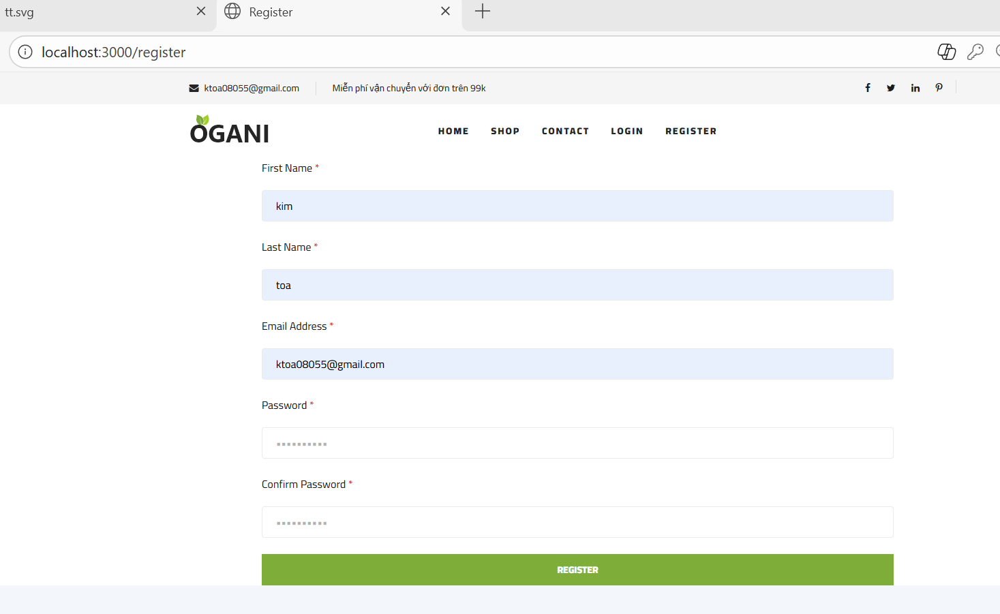 tt.svg
Register
localhost:3000/register
ktoa08055@gmail.com
Miễn phí vận chuyển với đơn trên 99k
OGANI
HOME
SHOP
CONTACT
LOGIN
REGISTER
First Name *
kim
Last Name *
toa
Email Address *
ktoa08055@gmail.com
Password *
Confirm Password *
REGISTER